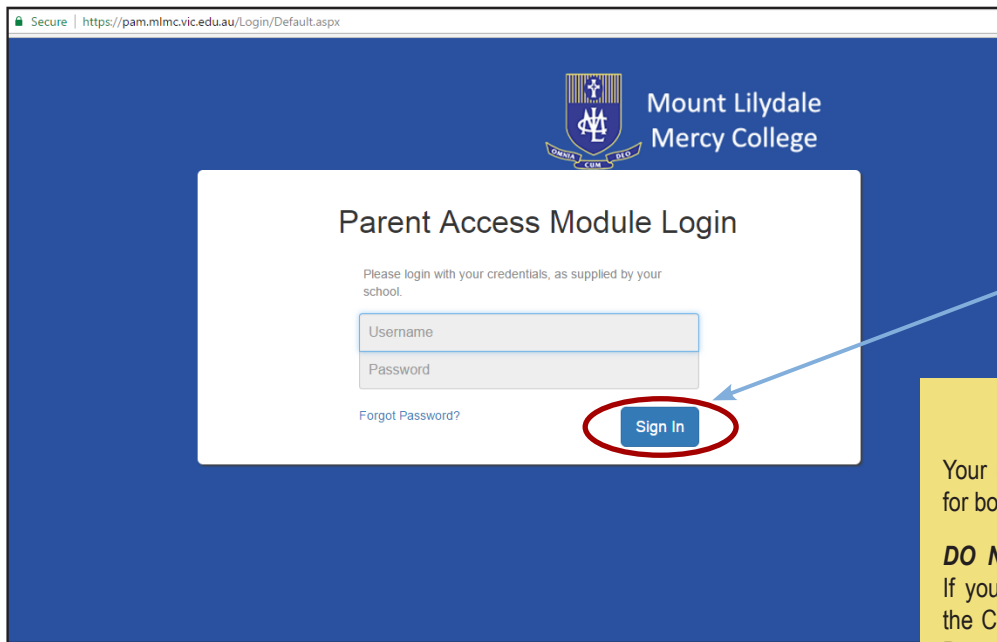 Secure | https://pam.mlmc.vic.edu.au/Login/Default.aspx
Mount Lilydale
Mercy College
OMNIA CUM DEO
Parent Access Module Login
Please login with your credentials, as supplied by your
school.
Username
Password
Forgot Password?
Sign In
Your
for bo
DO N
If you
the C